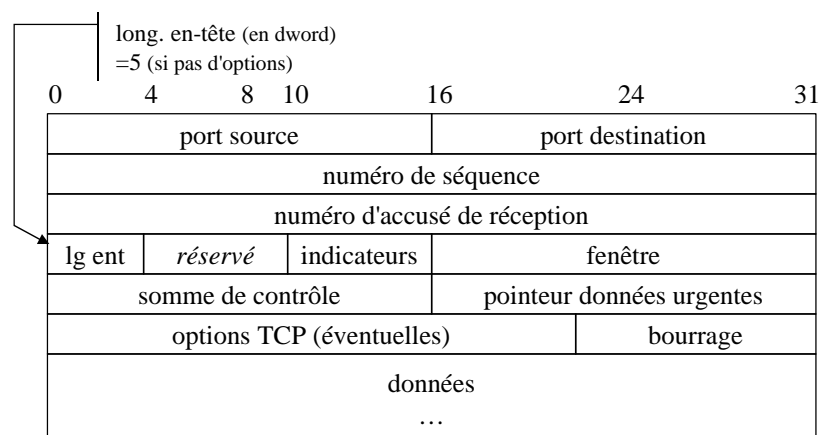 long. en-tête (en dword)
=5 (si pas d'options)
0 4 8 10 16 24 31
port source port destination
numéro de séquence
numéro d'accusé de réception
lg ent réservé indicateurs fenêtre
somme de contrôle pointeur données urgentes
options TCP (éventuelles) bourrage
données
…